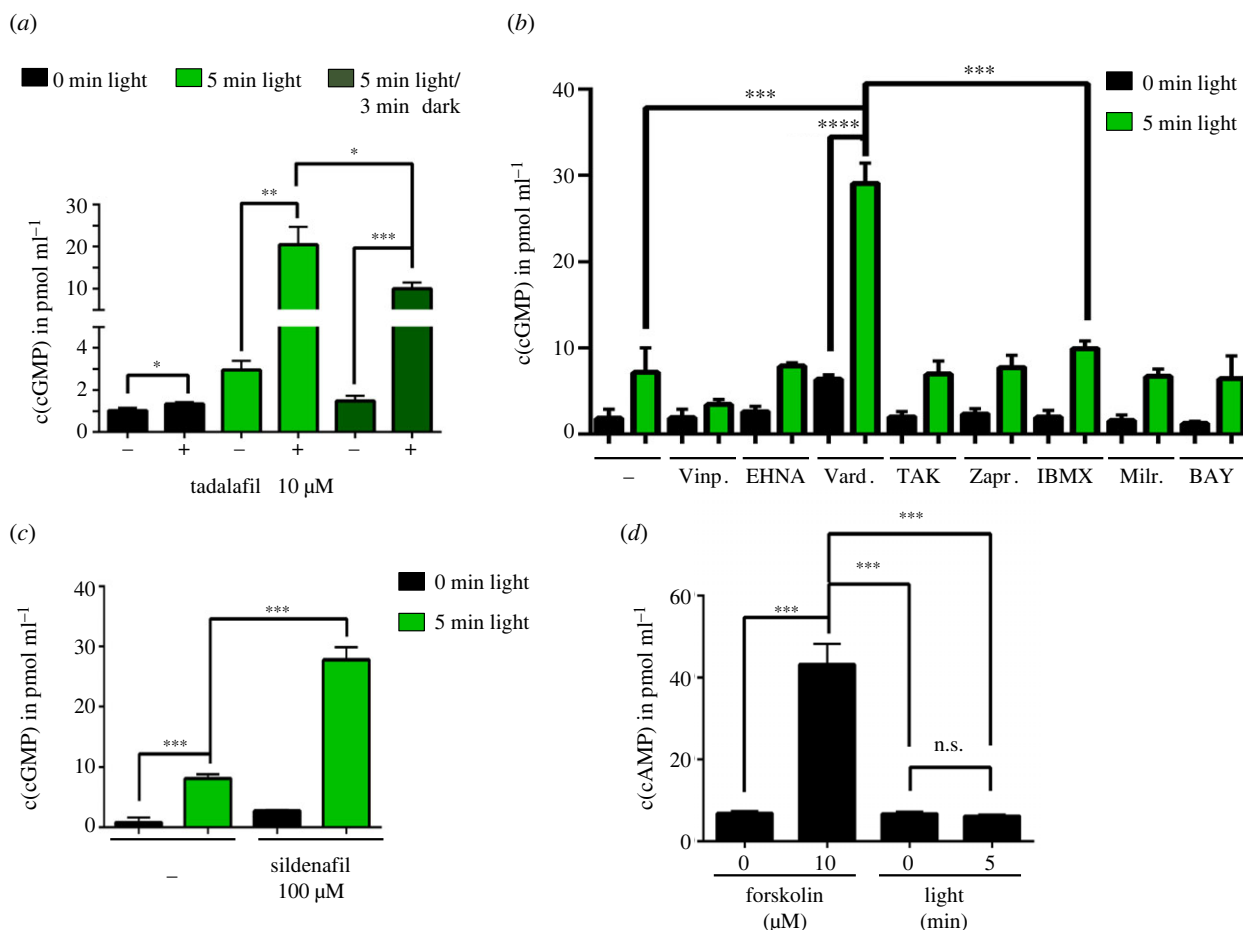 (a)
0 min light
5 min light
5 min light/
3 min dark
c(cGMP) in pmol ml−1
30
20
10
4
2
1
0
*
**
*
***
– + – + – +
tadalafil 10 µM
(b)
0 min light
5 min light
c(cGMP) in pmol ml−1
40
30
20
10
0
***
****
***
– Vinp. EHNA Vard. TAK Zapr. IBMX Milr. BAY
(c)
0 min light
5 min light
c(cGMP) in pmol ml−1
40
30
20
10
0
***
***
–
sildenafil
100 µM
(d)
c(cAMP) in pmol ml−1
60
40
20
0
***
***
***
n.s.
0 10 0 5
forskolin light
(µM) (min)